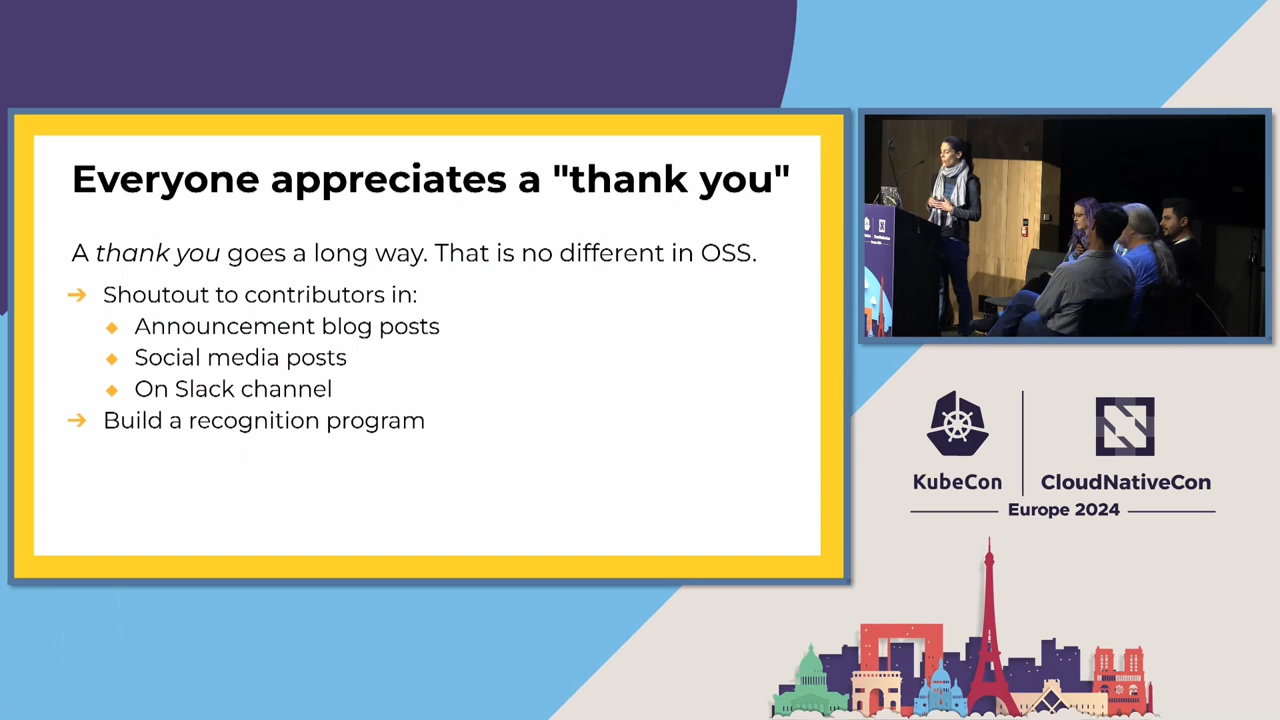 Everyone appreciates a "thank you"
A thank you goes a long way. That is no different in OSS.
➔ Shoutout to contributors in:
◆ Announcement blog posts
◆ Social media posts
◆ On Slack channel
➔ Build a recognition program
KubeCon
CloudNativeCon
Europe 2024